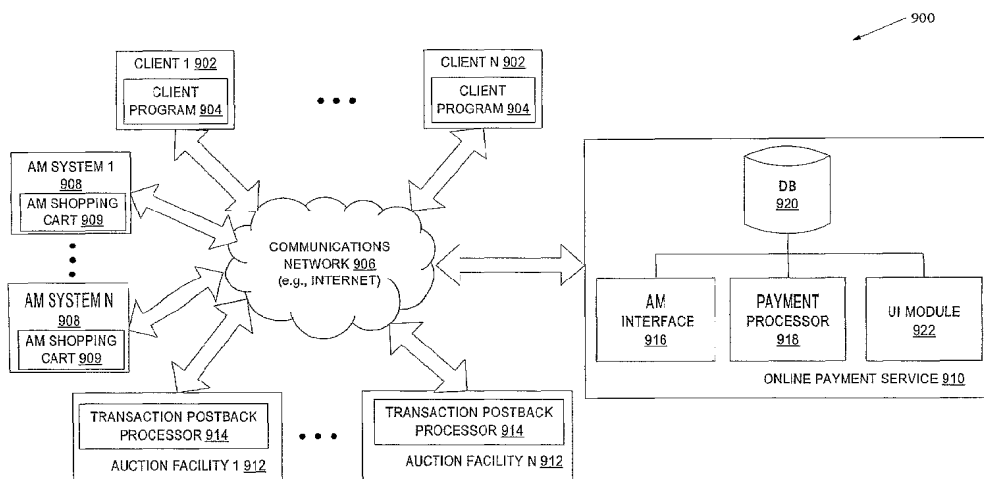 900
CLIENT 1 902
CLIENT
PROGRAM 904
CLIENT N 902
CLIENT
PROGRAM 904
AM SYSTEM 1
908
AM SHOPPING
CART 909
AM SYSTEM N
908
AM SHOPPING
CART 909
COMMUNICATIONS
NETWORK 906
(e.g., INTERNET)
DB
920
AM
INTERFACE
916
PAYMENT
PROCESSOR
918
UI MODULE
922
ONLINE PAYMENT SERVICE 910
TRANSACTION POSTBACK
PROCESSOR 914
AUCTION FACILITY 1 912
TRANSACTION POSTBACK
PROCESSOR 914
AUCTION FACILITY N 912